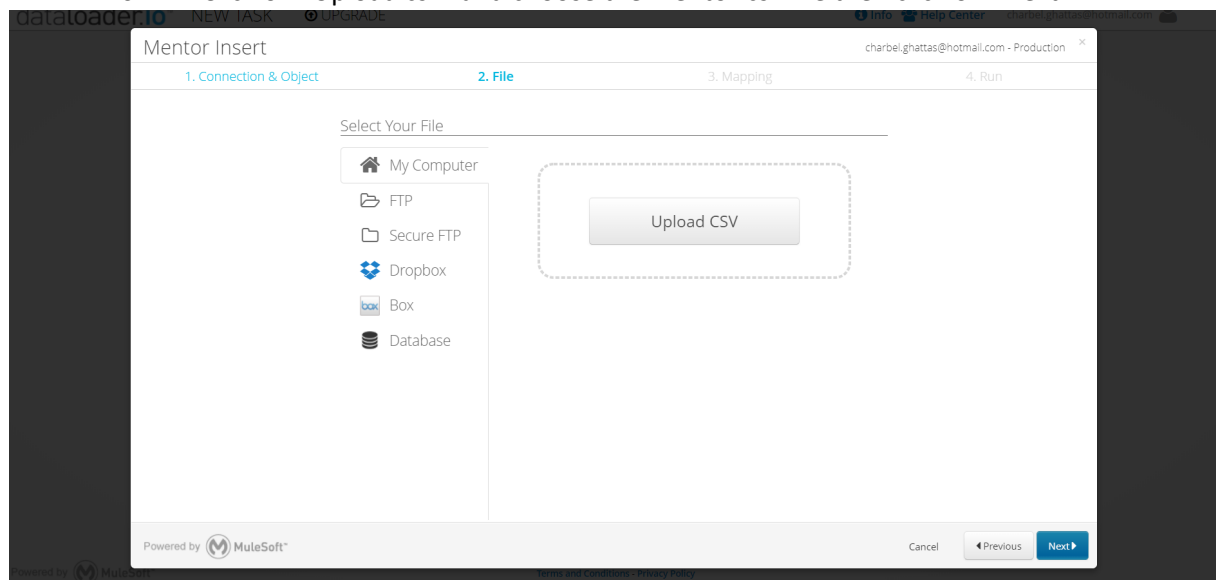 dataloader.io NEW TASK UPGRADE Info Help Center charbel.ghattas@hotmail.com
Mentor Insert charbel.ghattas@hotmail.com - Production ×
1. Connection & Object 2. File 3. Mapping 4. Run
Select Your File
My Computer
FTP
Secure FTP
Dropbox
box Box
Database
Upload CSV
Powered by MuleSoft™ Cancel Previous Next
Powered by MuleSoft Terms and Conditions - Privacy Policy